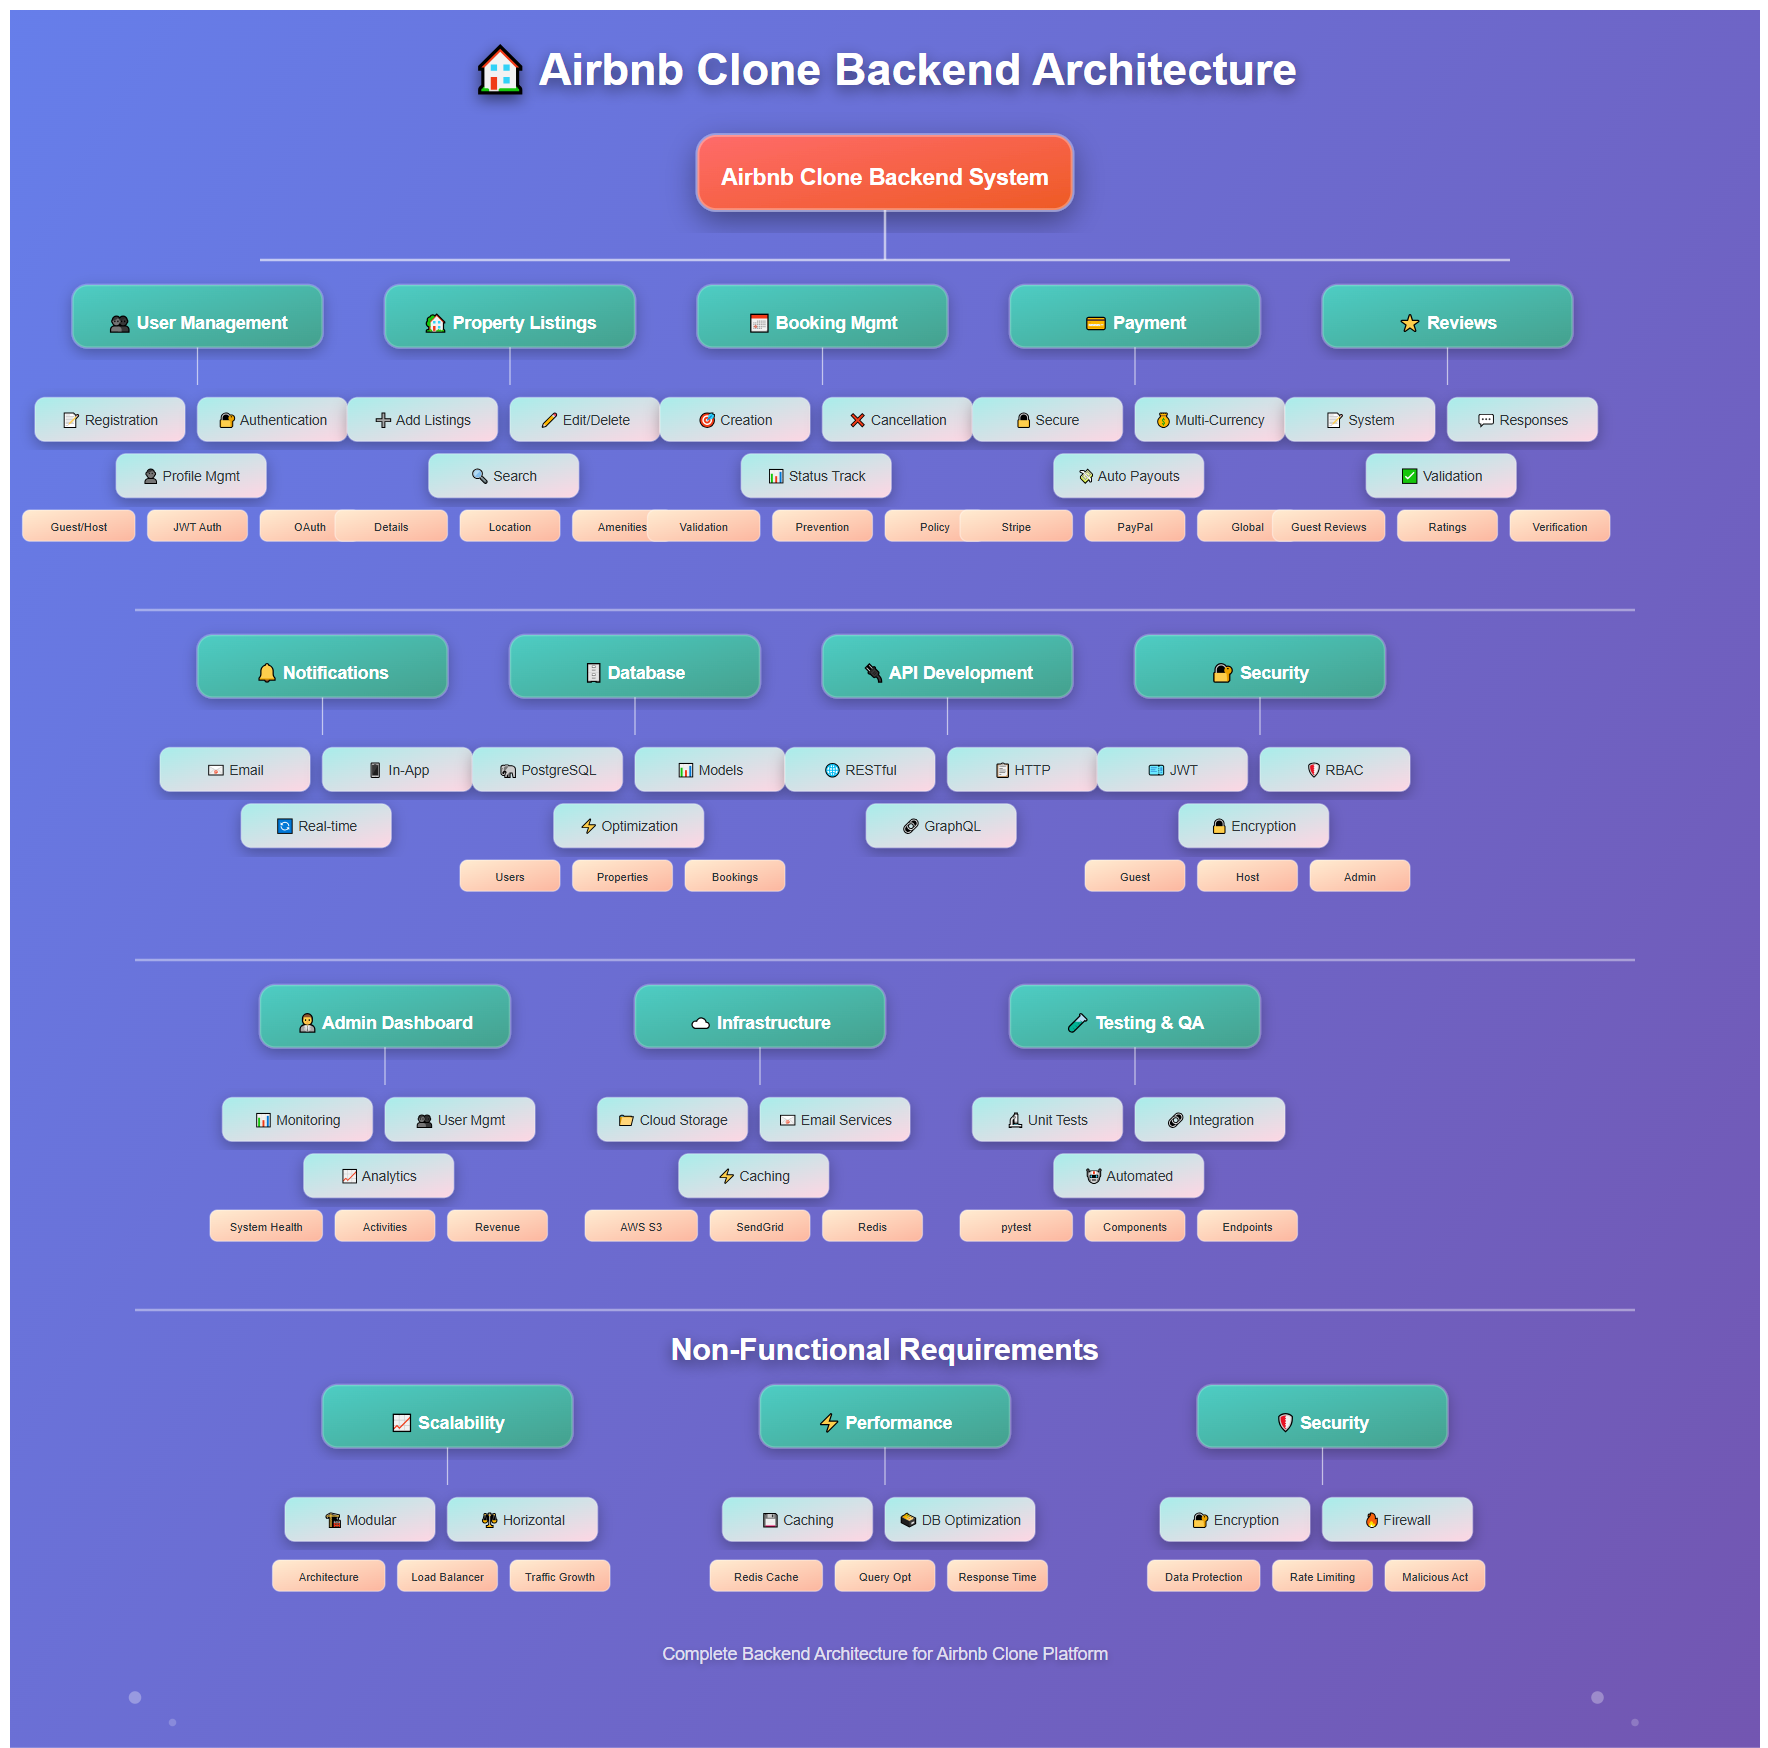 Airbnb Clone Backend Architecture
Airbnb Clone Backend System
User Management
Property Listings
Booking Mgmt
Payment
Reviews
Registration
Authentication
Add Listings
Edit/Delete
Creation
Cancellation
Secure
Multi-Currency
System
Responses
Profile Mgmt
Search
Status Track
Auto Payouts
Validation
Guest/Host
JWT Auth
OAuth
Details
Location
Amenities
Validation
Prevention
Policy
Stripe
PayPal
Global
Guest Reviews
Ratings
Verification
Notifications
Database
API Development
Security
Email
In-App
PostgreSQL
Models
RESTful
HTTP
JWT
RBAC
Real-time
Optimization
GraphQL
Encryption
Users
Properties
Bookings
Guest
Host
Admin
Admin Dashboard
Infrastructure
Testing & QA
Monitoring
User Mgmt
Cloud Storage
Email Services
Unit Tests
Integration
Analytics
Caching
Automated
System Health
Activities
Revenue
AWS S3
SendGrid
Redis
pytest
Components
Endpoints
Non-Functional Requirements
Scalability
Performance
Security
Modular
Horizontal
Caching
DB Optimization
Encryption
Firewall
Architecture
Load Balancer
Traffic Growth
Redis Cache
Query Opt
Response Time
Data Protection
Rate Limiting
Malicious Act
Complete Backend Architecture for Airbnb Clone Platform